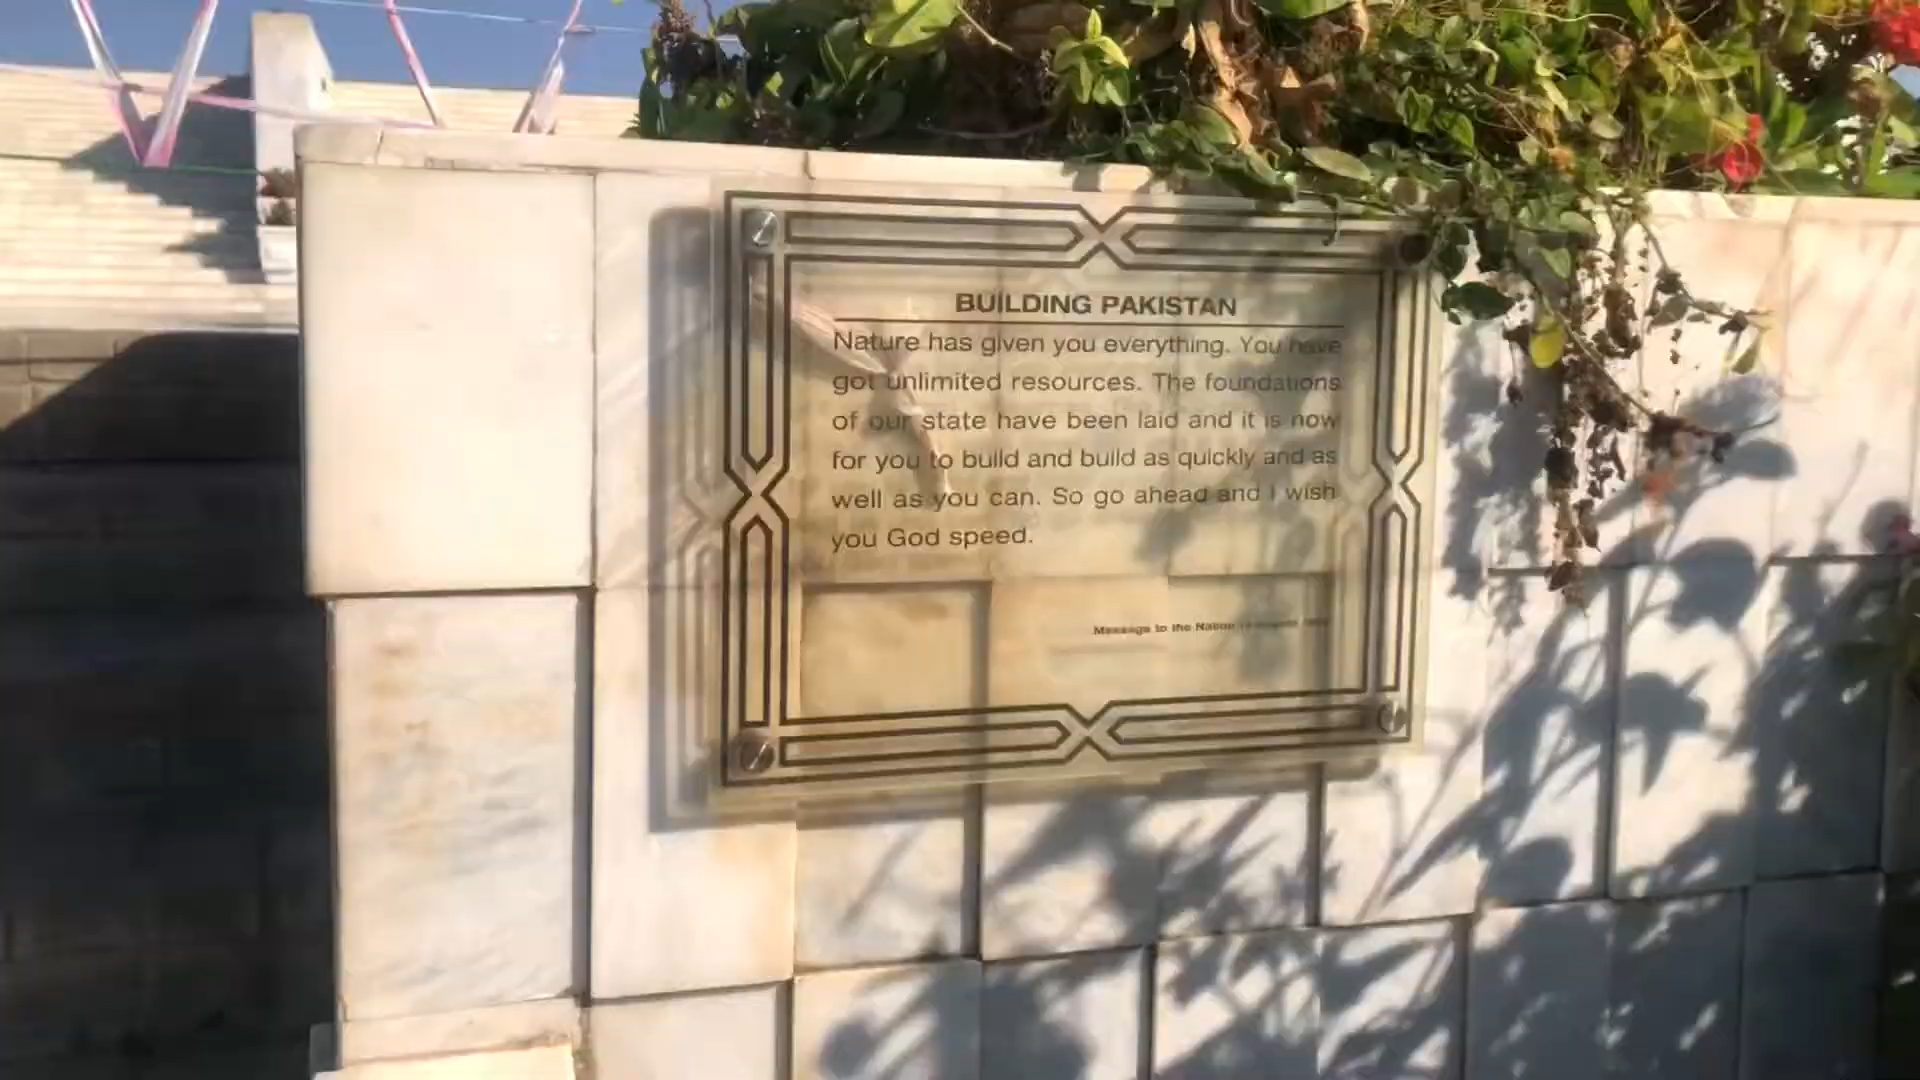 BUILDING PAKISTAN
Nature has given you everything. You have
got unlimited resources. The foundations
of our state have been laid and it is now
for you to build and build as quickly and as
well as you can. So go ahead and I wish
you God speed.
Message to the Nation